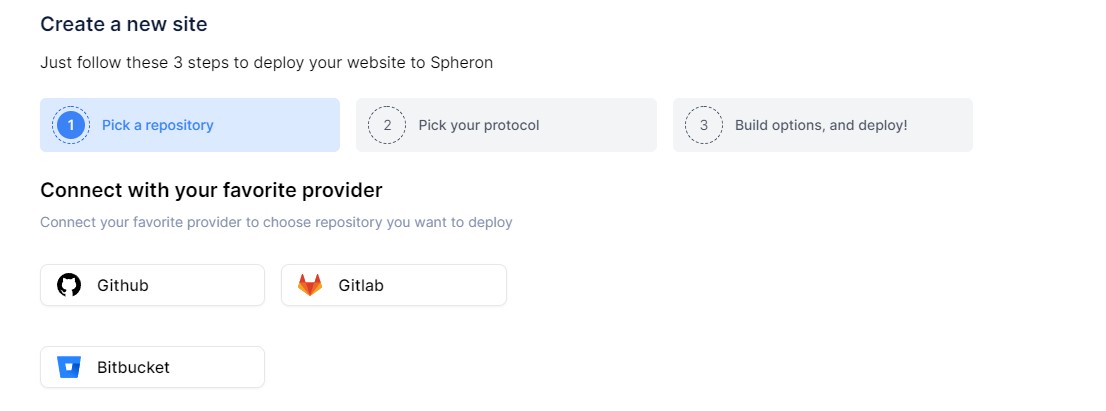 Create a new site
Just follow these 3 steps to deploy your website to Spheron
1 Pick a repository
2 Pick your protocol
3 Build options, and deploy!
Connect with your favorite provider
Connect your favorite provider to choose repository you want to deploy
Github
Gitlab
Bitbucket